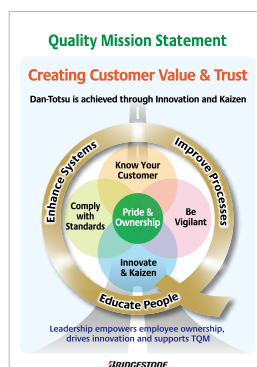 Quality Mission Statement
Creating Customer Value & Trust
Dan-Totsu is achieved through Innovation and Kaizen
Enhance Systems
Improve Processes
Know Your
Customer
Comply
with
Standards
Pride &
Ownership
Be
Vigilant
Innovate
& Kaizen
Educate People
Leadership empowers employee ownership,
drives innovation and supports TQM
BRIDGESTONE